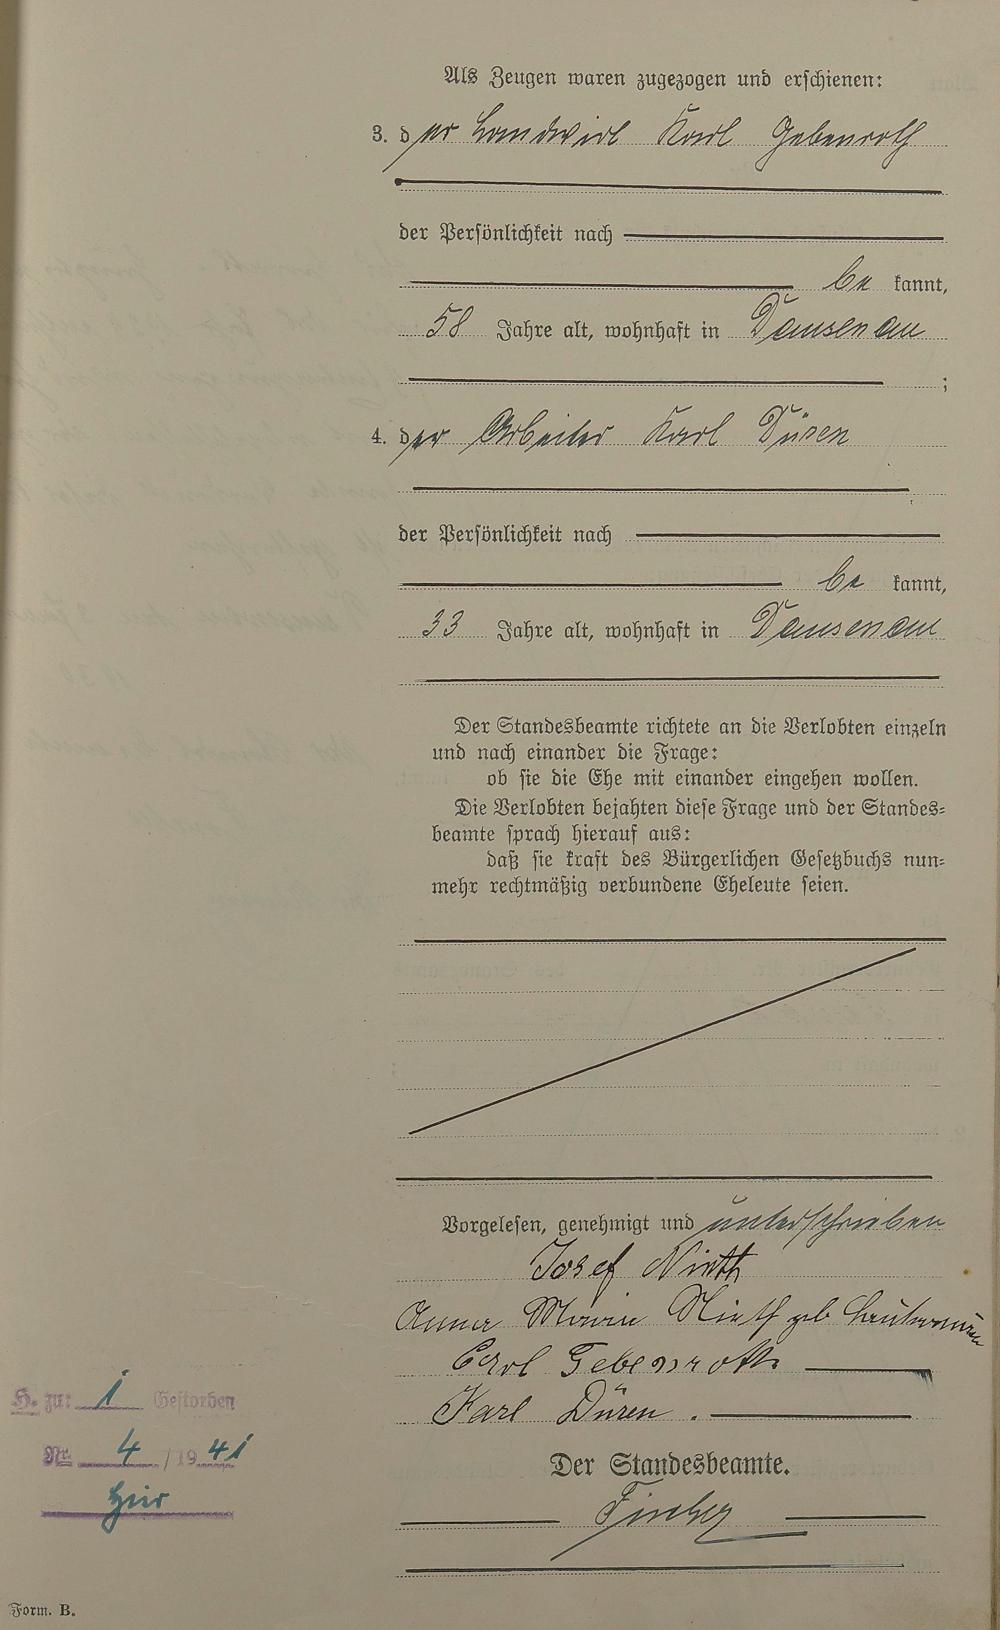 Als Zeugen waren zugezogen und erschienen:
3. der Landwirt Karl Gebenroth
der Persönlichkeit nach
be kannt,
58 Jahre alt, wohnhaft in Dausenau
;
4. der Arbeiter Karl Düren
der Persönlichkeit nach
be kannt,
33 Jahre alt, wohnhaft in Dausenau
Der Standesbeamte richtete an die Verlobten einzeln
und nach einander die Frage:
ob sie die Ehe mit einander eingehen wollen.
Die Verlobten bejahten diese Frage und der Standes=
beamte sprach hierauf aus:
daß sie kraft des Bürgerlichen Gesetzbuchs nun=
mehr rechtmäßig verbundene Eheleute seien.
Vorgelesen, genehmigt und unterschrieben
Josef Nieth
Anna Maria Nieth geb
Carl Gebenroth
Karl Düren.
H. zu: 1 Gestorben
Nr. 4/1941
hier
Der Standesbeamte.
Form. B.